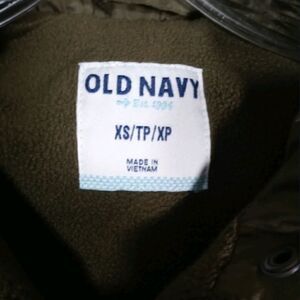 OLD NAVY
Est. 1994
XS/TP/XP
MADE IN
VIETNAM